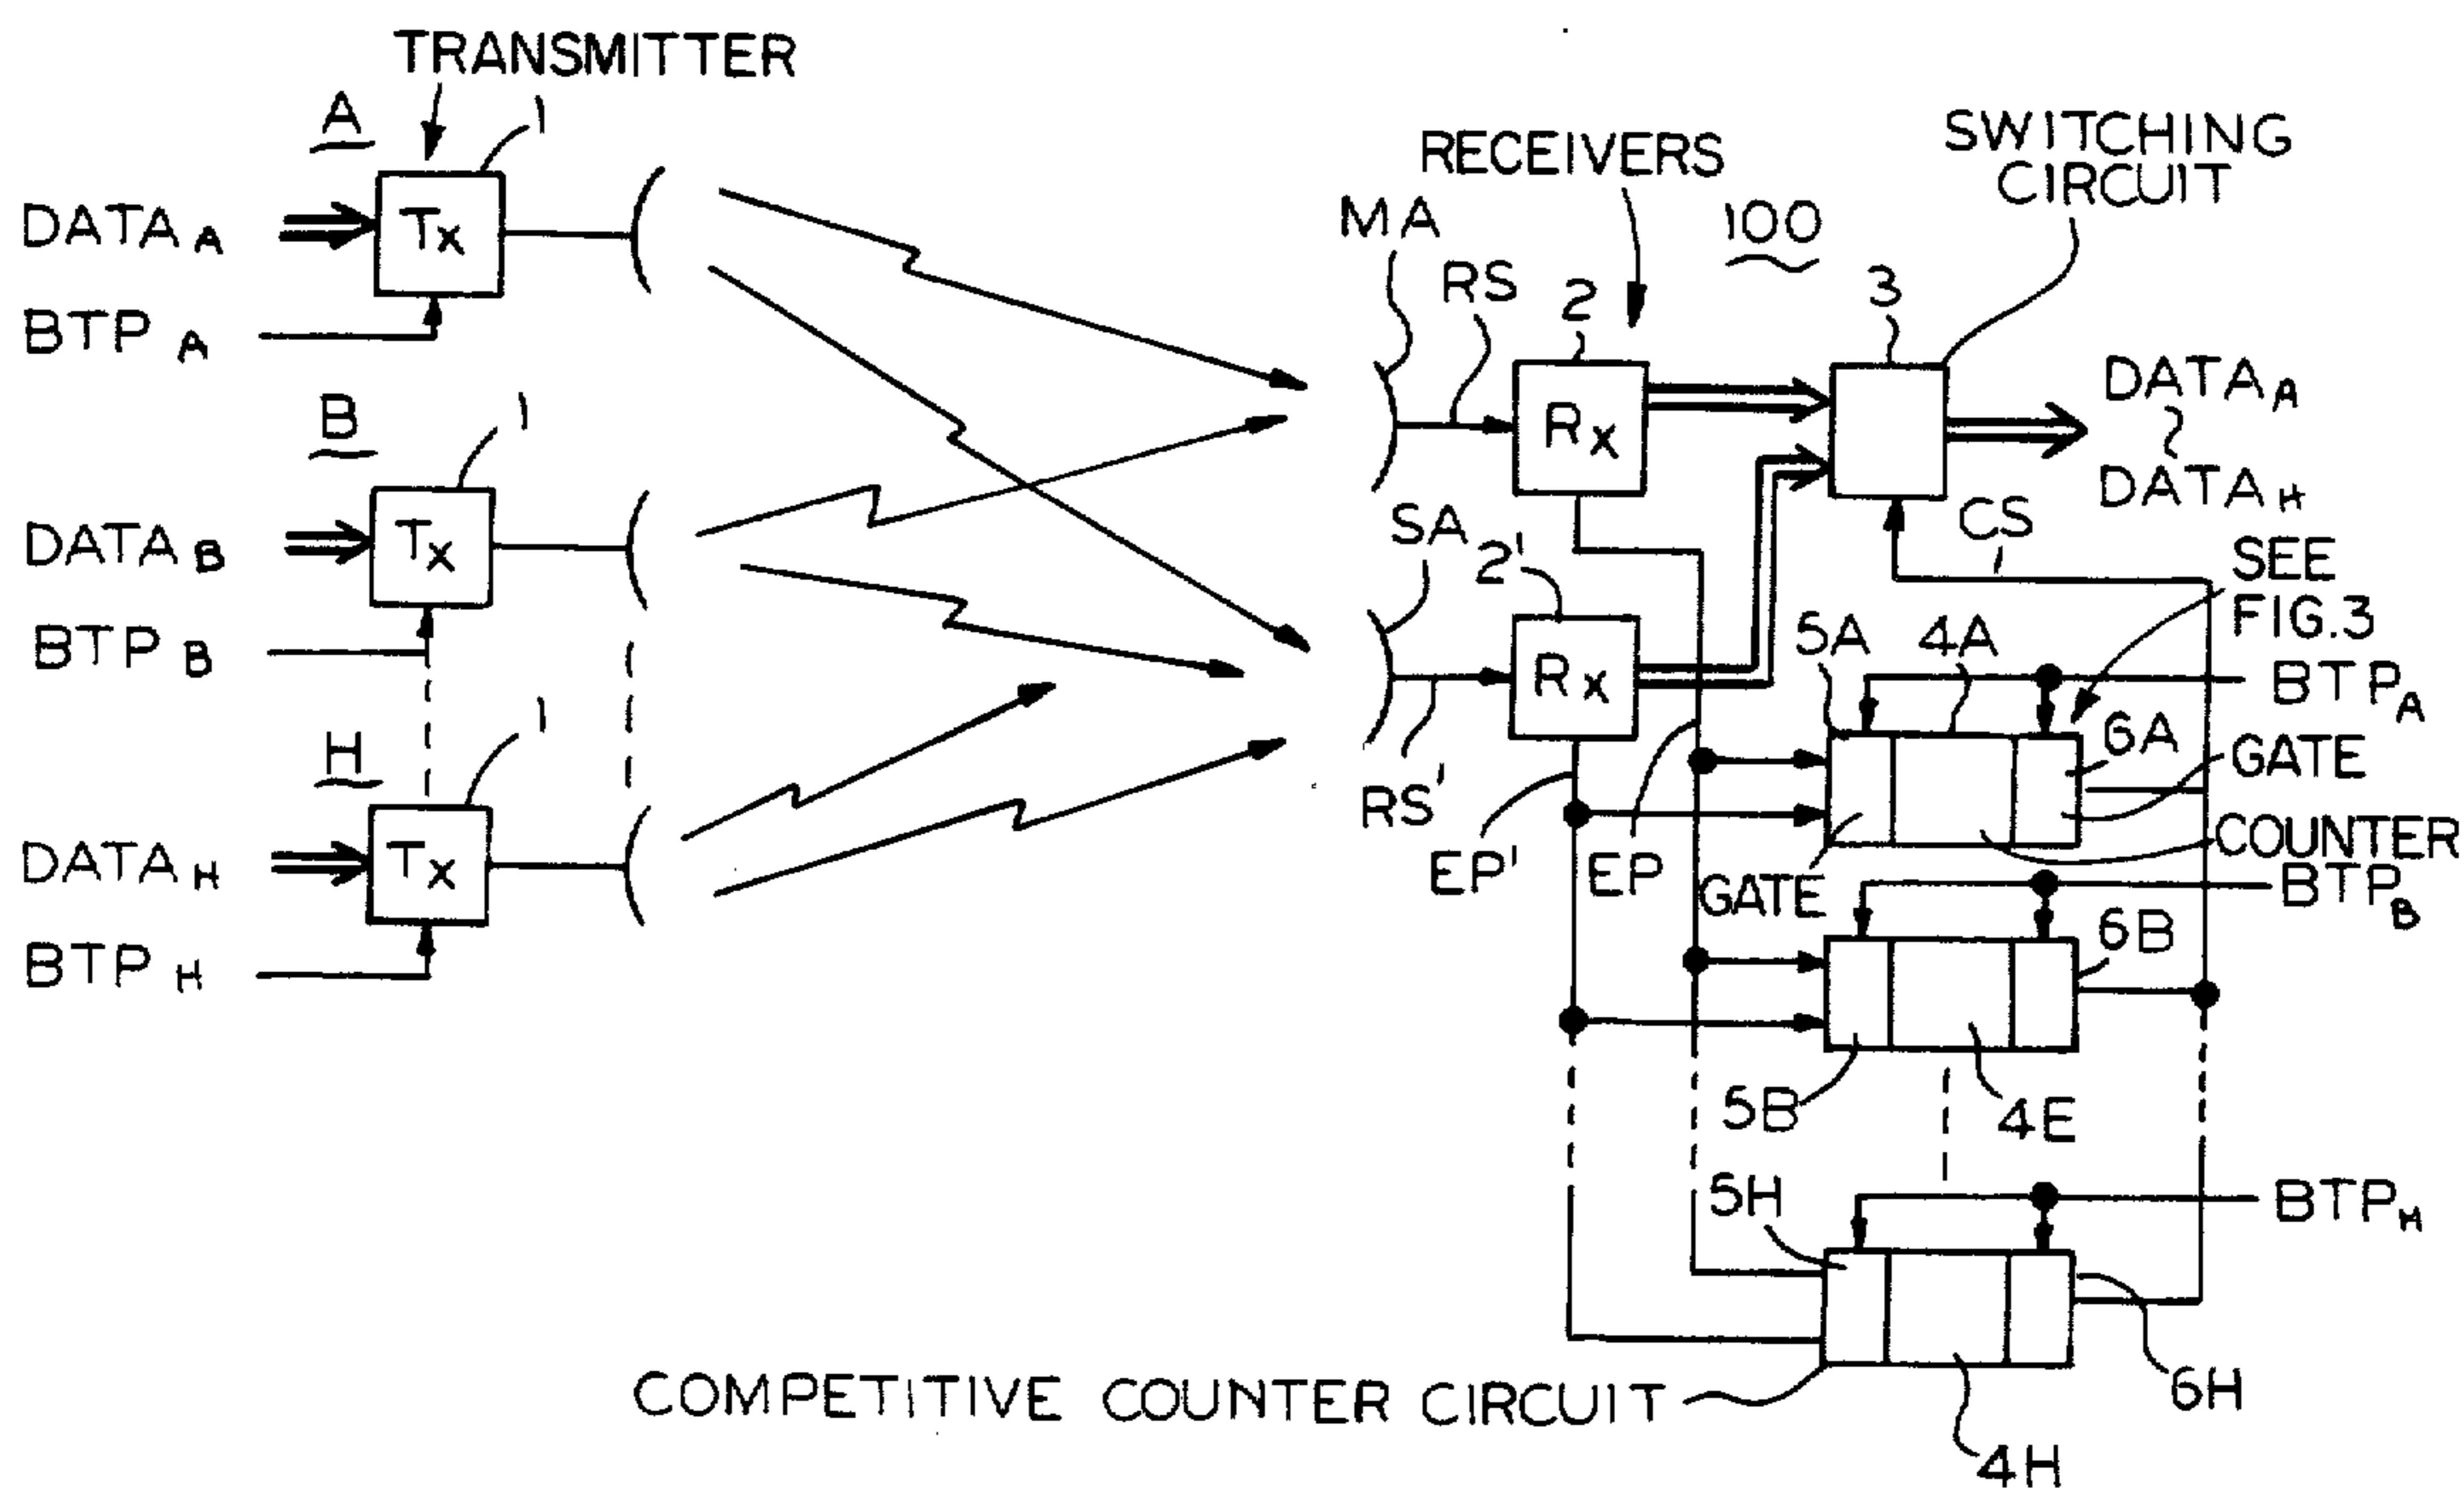 TRANSMITTER
A
1
DATA A
Tx
BTP A
B
1
DATA B
Tx
BTP B
H
1
DATA H
Tx
BTP H
RECEIVERS
100
SWITCHING
CIRCUIT
MA
RS
2
3
Rx
DATA A
DATA H
CS
SA
2'
Rx
RS'
SEE
FIG.3
5A
4A
BTP A
6A
GATE
EP'
EP
GATE
COUNTER
BTP B
6B
5B
4E
5H
BTP H
6H
4H
COMPETITIVE COUNTER CIRCUIT